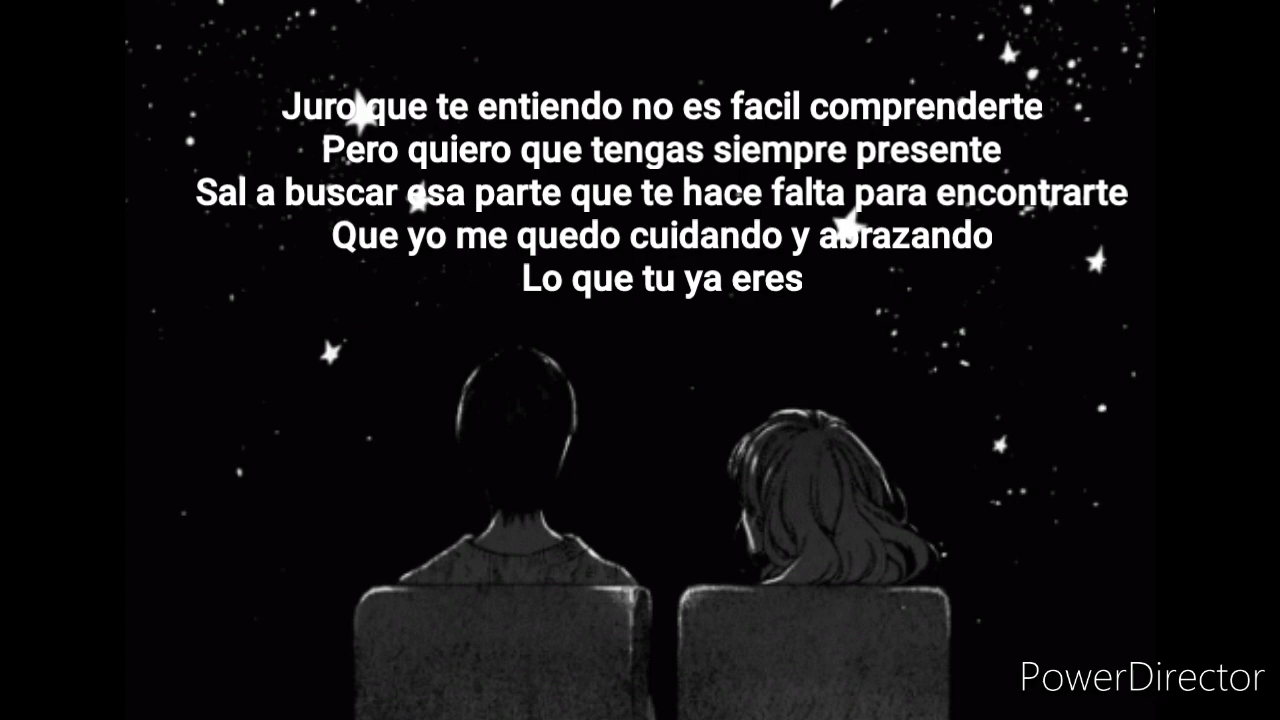 Juro que te entiendo no es facil comprenderte
Pero quiero que tengas siempre presente
Sal a buscar esa parte que te hace falta para encontrarte
Que yo me quedo cuidando y abrazando
Lo que tu ya eres
PowerDirector